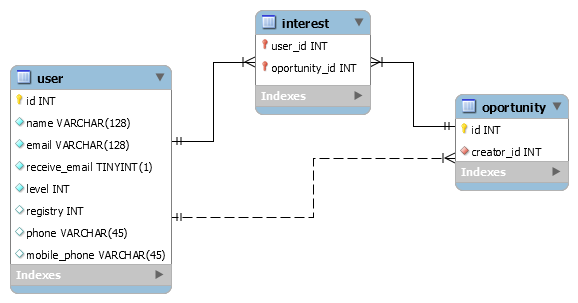 interest
user_id INT
oportunity_id INT
Indexes
user
id INT
name VARCHAR(128)
email VARCHAR(128)
receive_email TINYINT(1)
level INT
registry INT
phone VARCHAR(45)
mobile_phone VARCHAR(45)
Indexes
oportunity
id INT
creator_id INT
Indexes